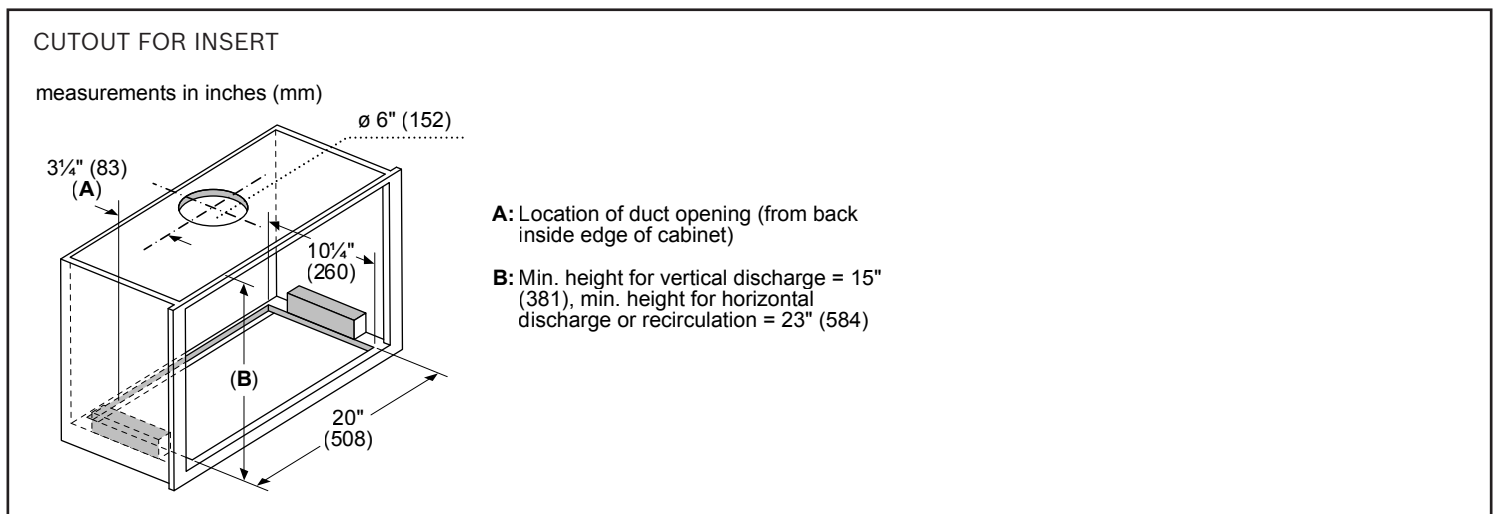 CUTOUT FOR INSERT
measurements in inches (mm)
ø 6" (152)
3¼" (83)
(A)
10¼"
(260)
(B)
20"
(508)
A: Location of duct opening (from back
inside edge of cabinet)
B: Min. height for vertical discharge = 15"
(381), min. height for horizontal
discharge or recirculation = 23" (584)